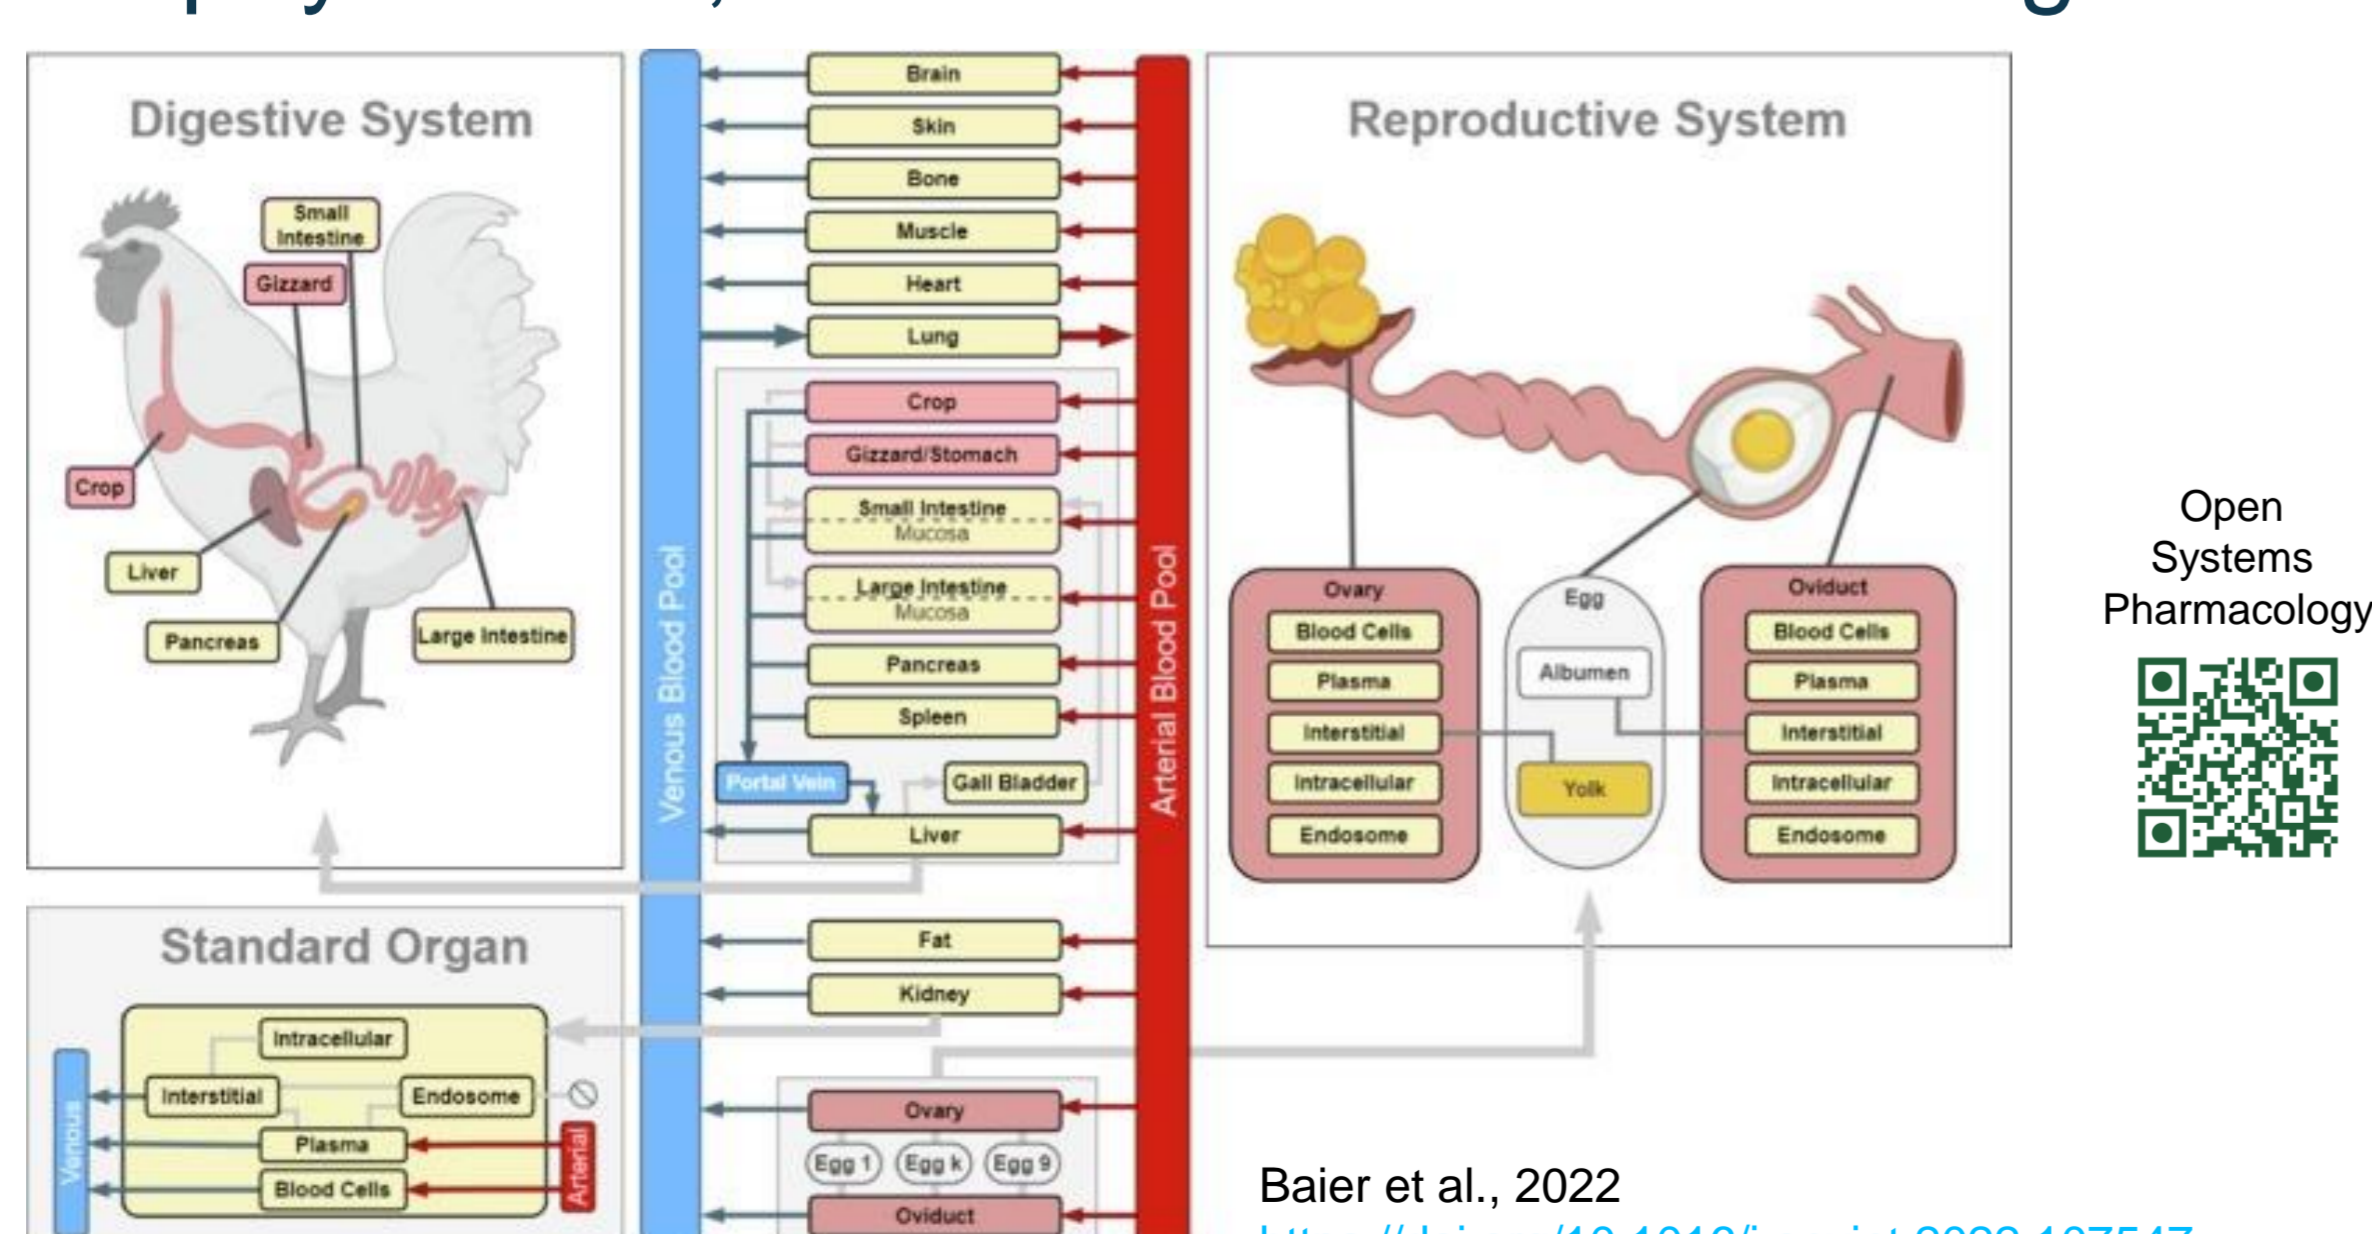 Digestive System
Small
Intestine
Gizzard
Crop
Liver
Pancreas
Large Intestine
Venous Blood Pool
Brain
Skin
Bone
Muscle
Heart
Lung
Crop
Gizzard/Stomach
Small Intestine
Mucosa
Large Intestine
Mucosa
Pancreas
Spleen
Portal Vein
Gall Bladder
Liver
Fat
Kidney
Ovary
Egg 1
Egg k
Egg 9
Oviduct
Arterial Blood Pool
Reproductive System
Ovary
Blood Cells
Plasma
Interstitial
Intracellular
Endosome
Egg
Albumen
Yolk
Oviduct
Blood Cells
Plasma
Interstitial
Intracellular
Endosome
Open
Systems
Pharmacology
Standard Organ
Intracellular
Interstitial
Endosome
Plasma
Blood Cells
Venous
Arterial
Baier et al., 2022